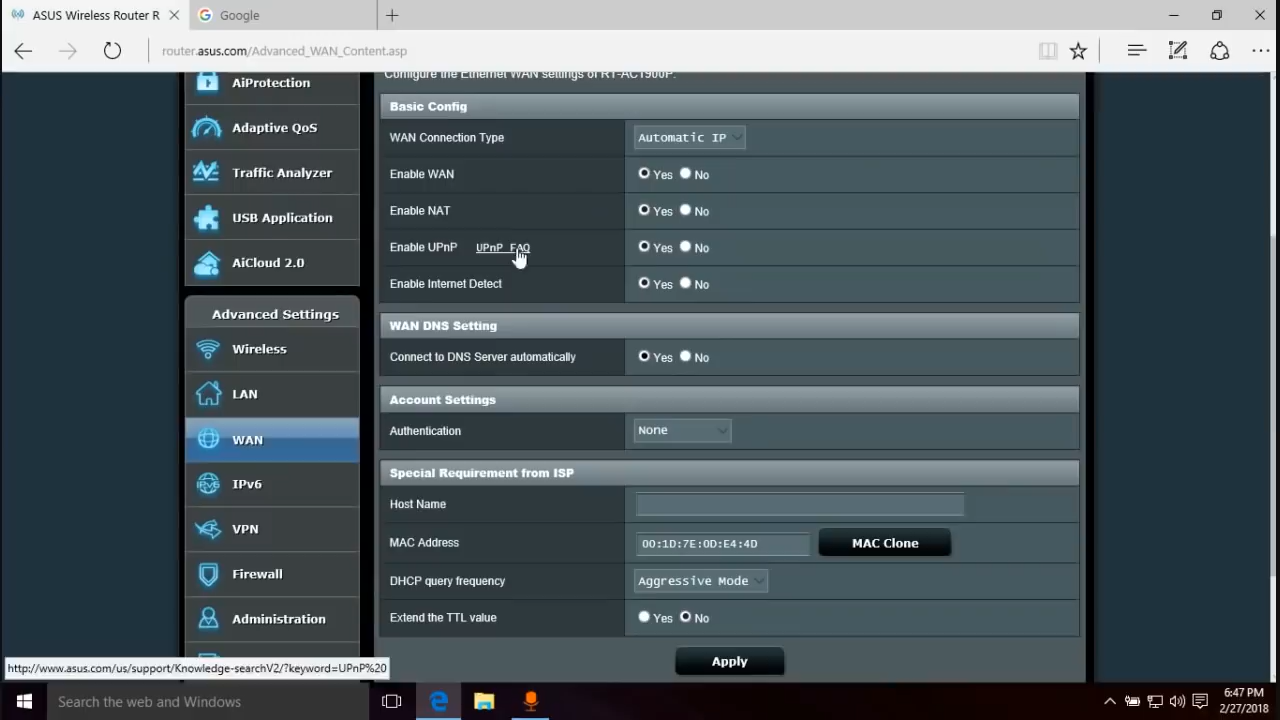 ASUS Wireless Router R
Google
router.asus.com/Advanced_WAN_Content.asp
AiProtection
Adaptive QoS
Traffic Analyzer
USB Application
AiCloud 2.0
Advanced Settings
Wireless
LAN
WAN
IPv6
VPN
Firewall
Administration
Configure the Ethernet WAN settings of RT-AC1900P.
Basic Config
WAN Connection Type Automatic IP
Enable WAN Yes No
Enable NAT Yes No
Enable UPnP UPnP FAQ Yes No
Enable Internet Detect Yes No
WAN DNS Setting
Connect to DNS Server automatically Yes No
Account Settings
Authentication None
Special Requirement from ISP
Host Name
MAC Address 00:1D:7E:0D:E4:4D MAC Clone
DHCP query frequency Aggressive Mode
Extend the TTL value Yes No
Apply
http://www.asus.com/us/support/Knowledge-searchV2/?keyword=UPnP%20
Search the web and Windows
6:47 PM
2/27/2018